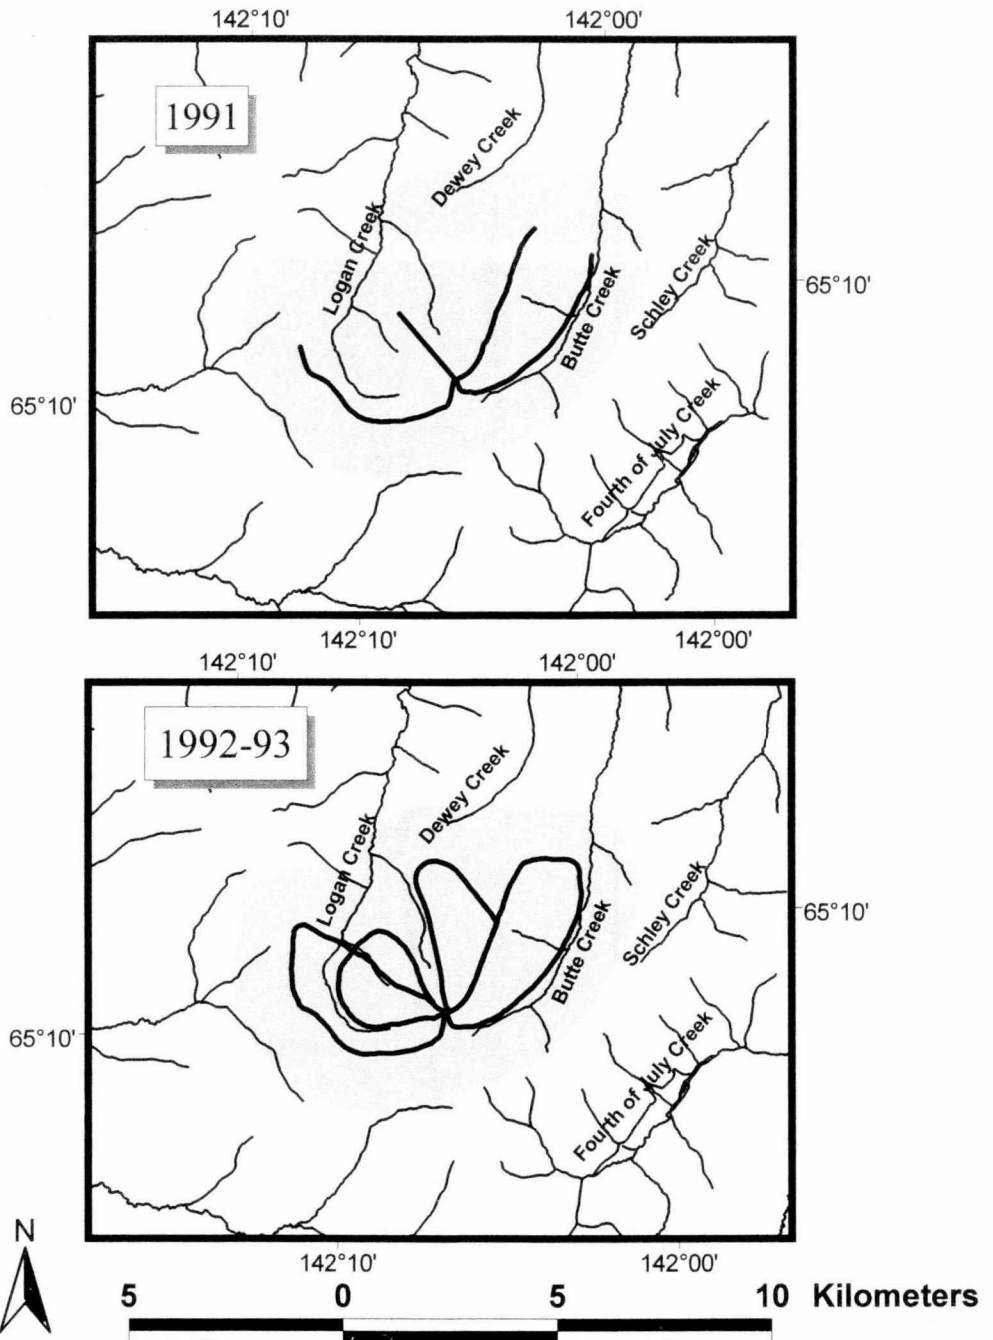 142°10' 142°00'
1991
Dewey Creek
Logan Creek
Butte Creek
Schley Creek
65°10'
65°10'
Fourth of July Creek
142°10' 142°00'
142°10' 142°00'
1992-93
Dewey Creek
Logan Creek
Butte Creek
Schley Creek
65°10'
65°10'
Fourth of July Creek
N
142°10' 142°00'
5 0 5 10 Kilometers